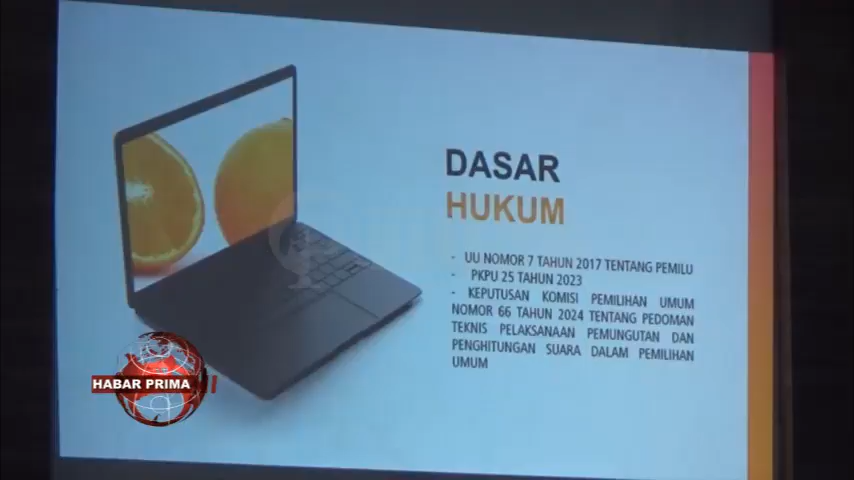 DASAR
HUKUM
- UU NOMOR 7 TAHUN 2017 TENTANG PEMILU
- PKPU 25 TAHUN 2023
- KEPUTUSAN KOMISI PEMILIHAN UMUM
NOMOR 66 TAHUN 2024 TENTANG PEDOMAN
TEKNIS PELAKSANAAN PEMUNGUTAN DAN
PENGHITUNGAN SUARA DALAM PEMILIHAN
UMUM
HABAR PRIMA